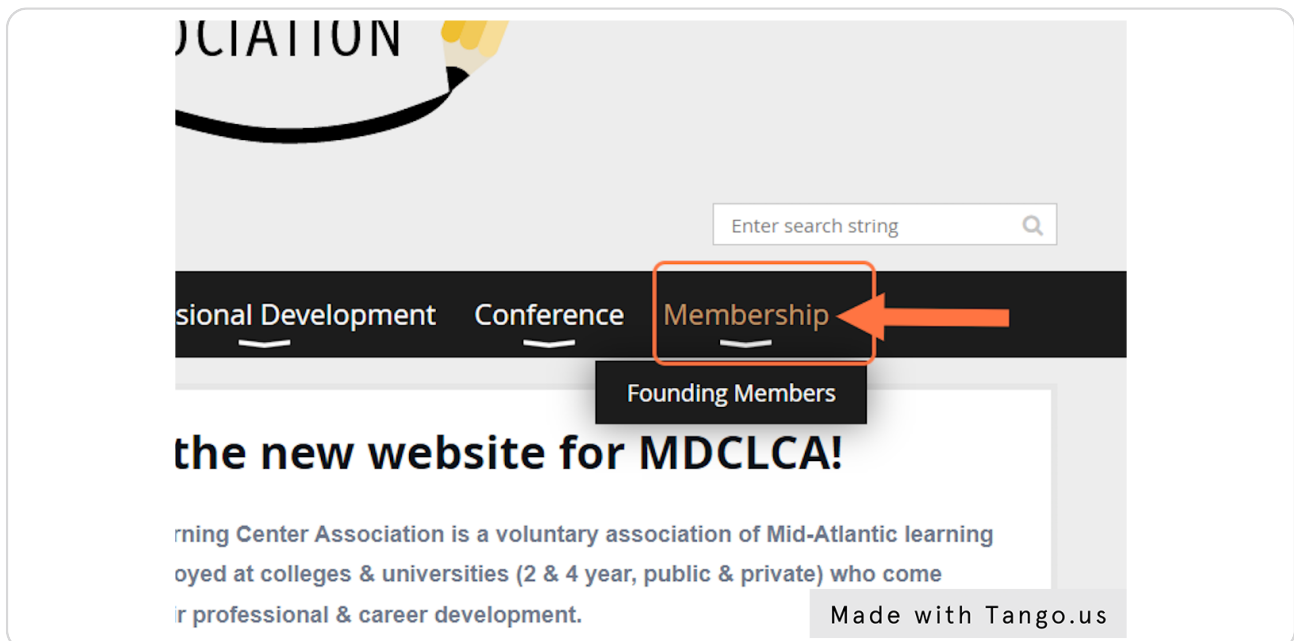 OCIATION
Enter search string
sional Development Conference Membership
Founding Members
the new website for MDCLCA!
rning Center Association is a voluntary association of Mid-Atlantic learning
oyed at colleges & universities (2 & 4 year, public & private) who come
ir professional & career development.
Made with Tango.us